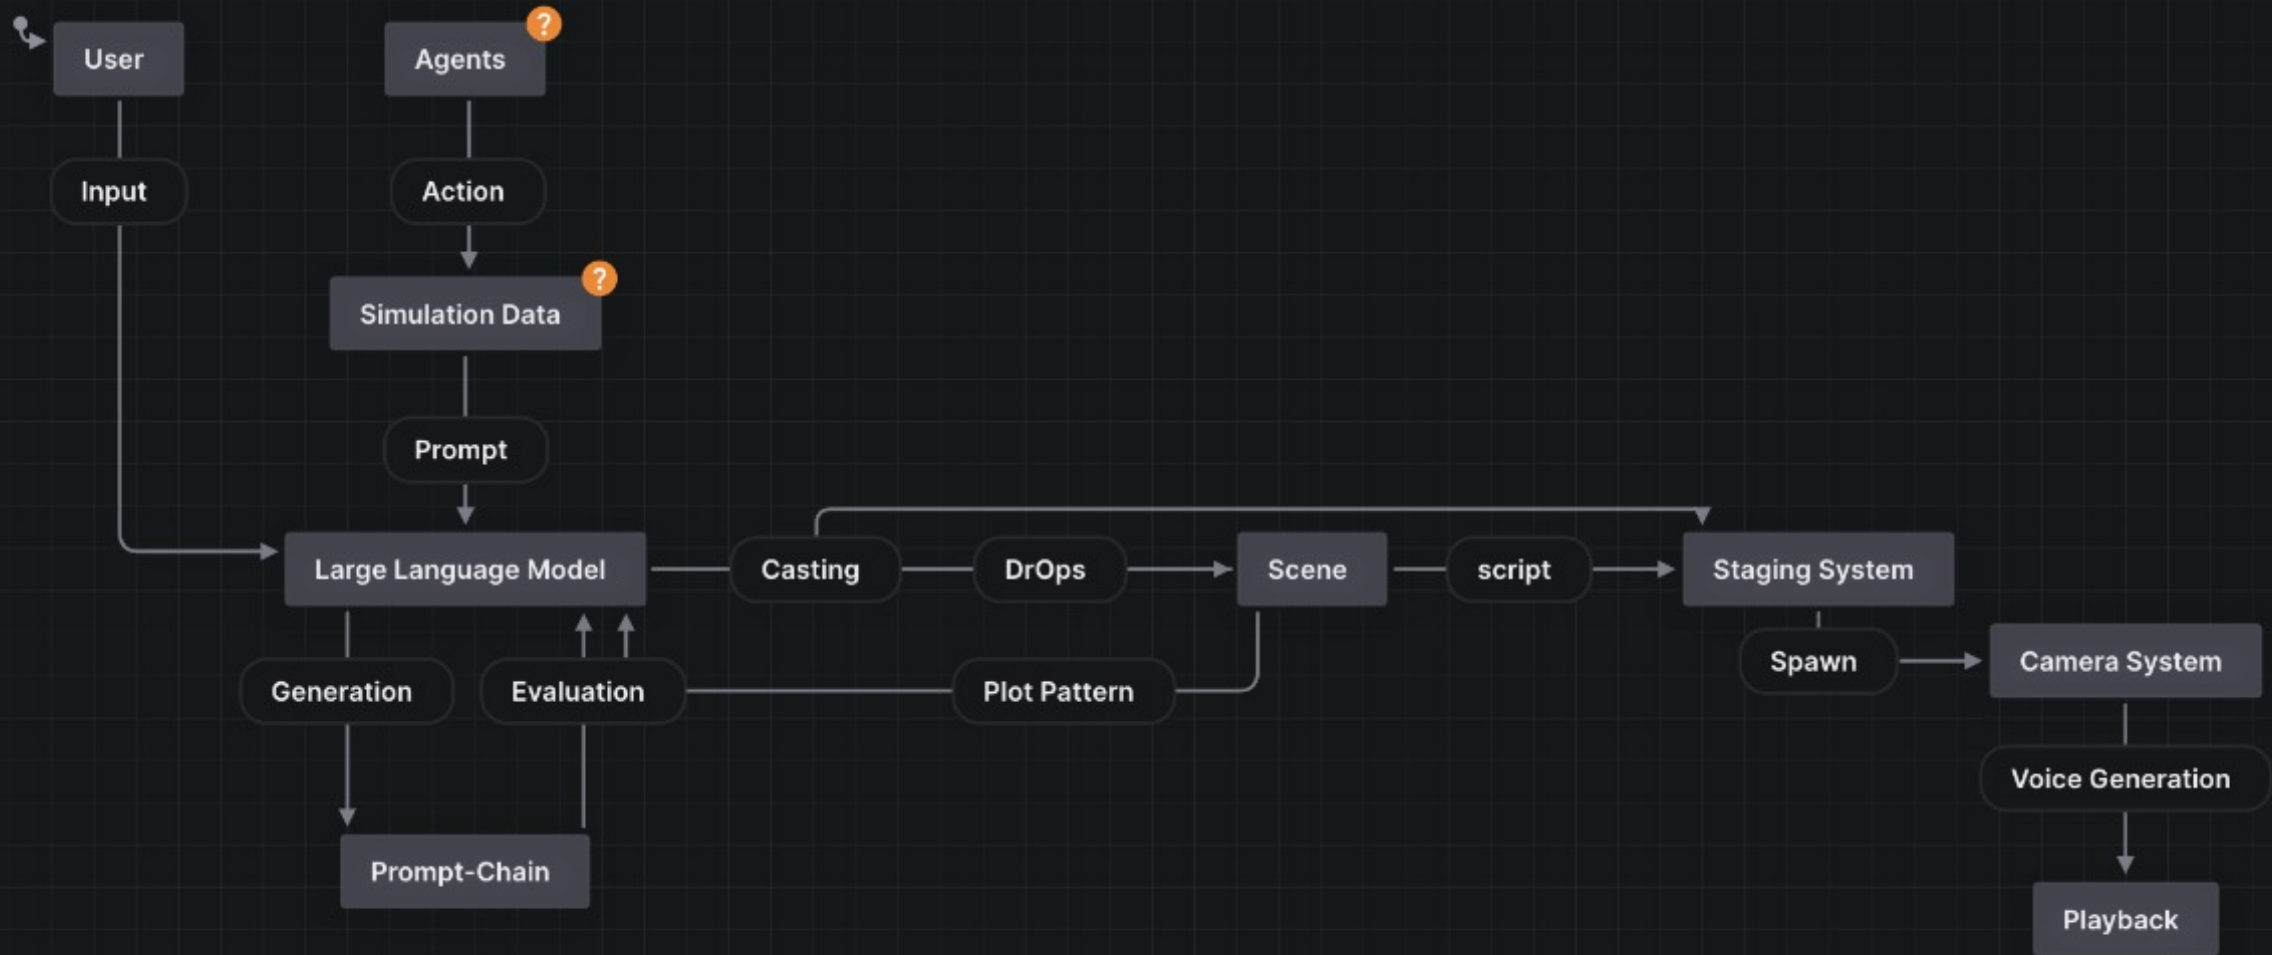 User
Agents
?
Input
Action
Simulation Data
?
Prompt
Large Language Model
Casting
DrOps
Scene
script
Staging System
Generation
Evaluation
Plot Pattern
Spawn
Camera System
Voice Generation
Prompt-Chain
Playback